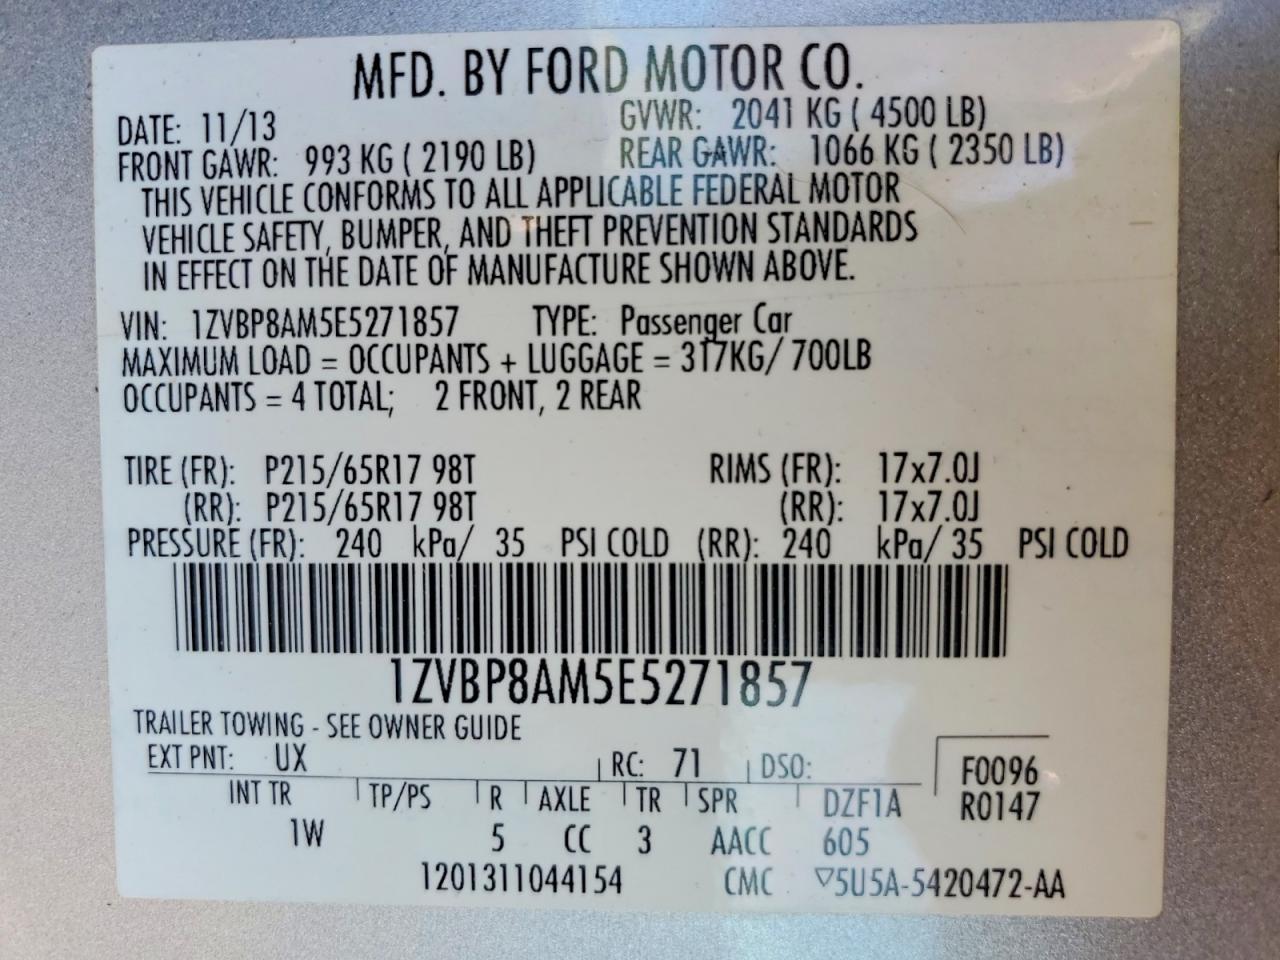 MFD. BY FORD MOTOR CO.
DATE: 11/13 GVWR: 2041 KG ( 4500 LB)
FRONT GAWR: 993 KG ( 2190 LB) REAR GAWR: 1066 KG ( 2350 LB)
THIS VEHICLE CONFORMS TO ALL APPLICABLE FEDERAL MOTOR
VEHICLE SAFETY, BUMPER, AND THEFT PREVENTION STANDARDS
IN EFFECT ON THE DATE OF MANUFACTURE SHOWN ABOVE.
VIN: 1ZVBP8AM5E5271857 TYPE: Passenger Car
MAXIMUM LOAD = OCCUPANTS + LUGGAGE = 317KG/ 700LB
OCCUPANTS = 4 TOTAL; 2 FRONT, 2 REAR
TIRE (FR): P215/65R17 98T RIMS (FR): 17x7.0J
(RR): P215/65R17 98T (RR): 17x7.0J
PRESSURE (FR): 240 kPa/ 35 PSI COLD (RR): 240 kPa/ 35 PSI COLD
1ZVBP8AM5E5271857
TRAILER TOWING - SEE OWNER GUIDE
EXT PNT: UX RC: 71 DSO: F0096
INT TR TP/PS R AXLE TR SPR DZF1A R0147
1W 5 CC 3 AACC 605
1201311044154 CMC ▽5U5A-5420472-AA